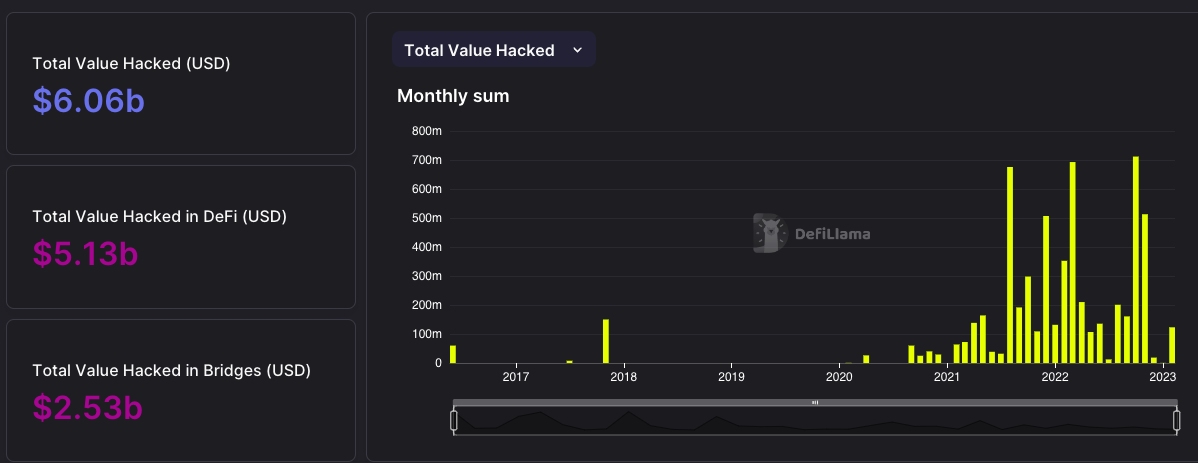 Total Value Hacked (USD)
$6.06b
Total Value Hacked in DeFi (USD)
$5.13b
Total Value Hacked in Bridges (USD)
$2.53b
Total Value Hacked
Monthly sum
800m
700m
600m
500m
400m
300m
200m
100m
0
DefiLlama
2017 2018 2019 2020 2021 2022 2023